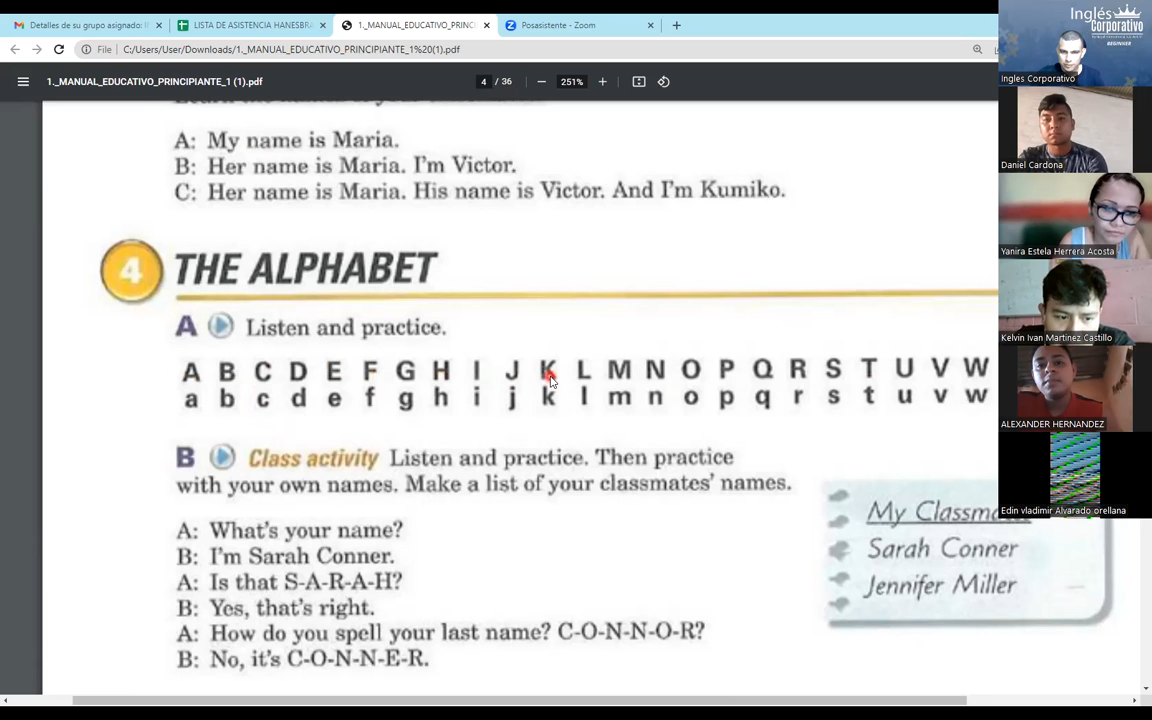 Detalles de su grupo asignado: I
LISTA DE ASISTENCIA HANESBRA
1._MANUAL_EDUCATIVO_PRINCI
Posasistente - Zoom
File
C:/Users/User/Downloads/1._MANUAL_EDUCATIVO_PRINCIPIANTE_1%20(1).pdf
1._MANUAL_EDUCATIVO_PRINCIPIANTE_1 (1).pdf
4 / 36
251%
A: My name is Maria.
B: Her name is Maria. I'm Victor.
C: Her name is Maria. His name is Victor. And I'm Kumiko.
4 THE ALPHABET
A Listen and practice.
A B C D E F G H I J K L M N O P Q R S T U V W
a b c d e f g h i j k l m n o p q r s t u v w
B Class activity Listen and practice. Then practice
with your own names. Make a list of your classmates' names.
A: What's your name?
B: I'm Sarah Conner.
A: Is that S-A-R-A-H?
B: Yes, that's right.
A: How do you spell your last name? C-O-N-N-O-R?
B: No, it's C-O-N-N-E-R.
My Classm
Sarah Conner
Jennifer Miller
Inglés
Corporativo
BEGINNER
Ingles Corporativo
Daniel Cardona
Yanira Estela Herrera Acosta
Kelvin Ivan Martinez Castillo
ALEXANDER HERNANDEZ
Edin vladimir Alvarado orellana